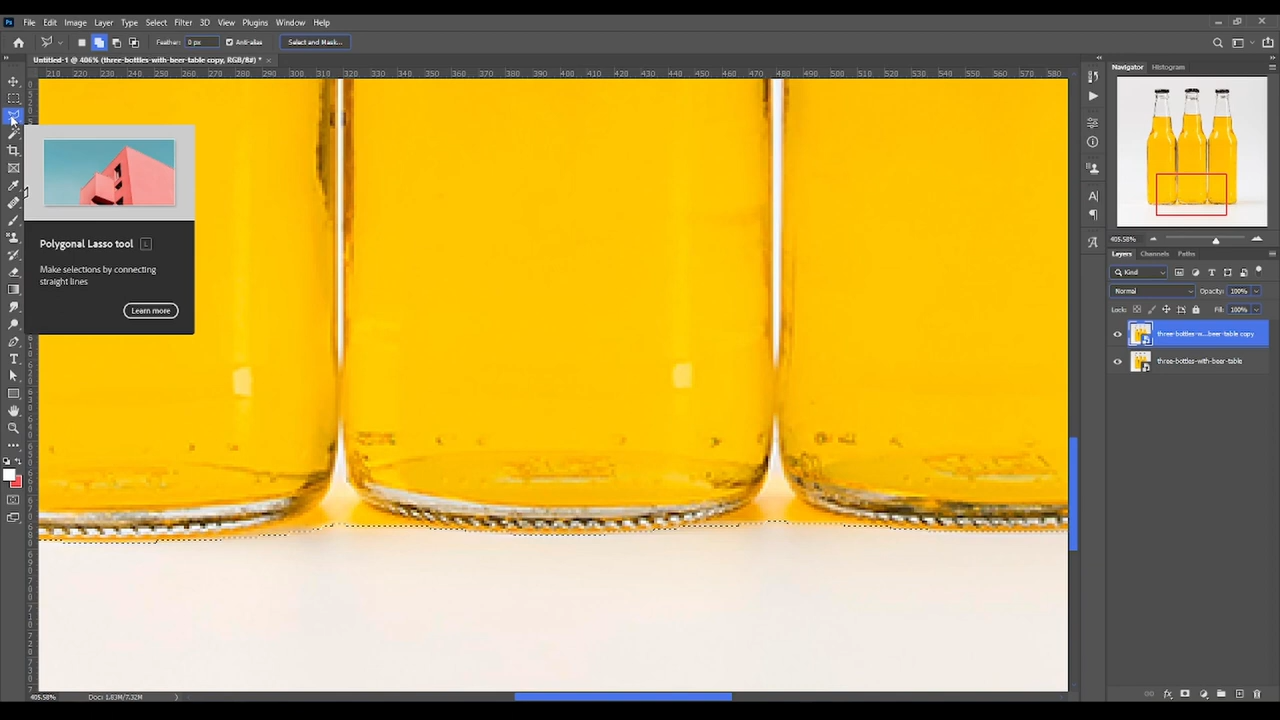 Ps File Edit Image Layer Type Select Filter 3D View Plugins Window Help
Feather: 0 px Anti-alias Select and Mask...
Untitled-1 @ 406% (three-bottles-with-beer-table copy, RGB/8#) * ×
210 220 230 240 250 260 270 280 290 300 310 320 330 340 350 360 370 380 390 400 410 420 430 440 450 460 470 480 490 500 510 520 530 540 550 560 570 580
Polygonal Lasso tool L
Make selections by connecting
straight lines
Learn more
Navigator Histogram
405.58%
Layers Channels Paths
Kind
Normal Opacity: 100%
Lock: Fill: 100%
three-bottles-w...beer-table copy
three-bottles-with-beer-table
405.58% Doc: 1.83M/7.32M